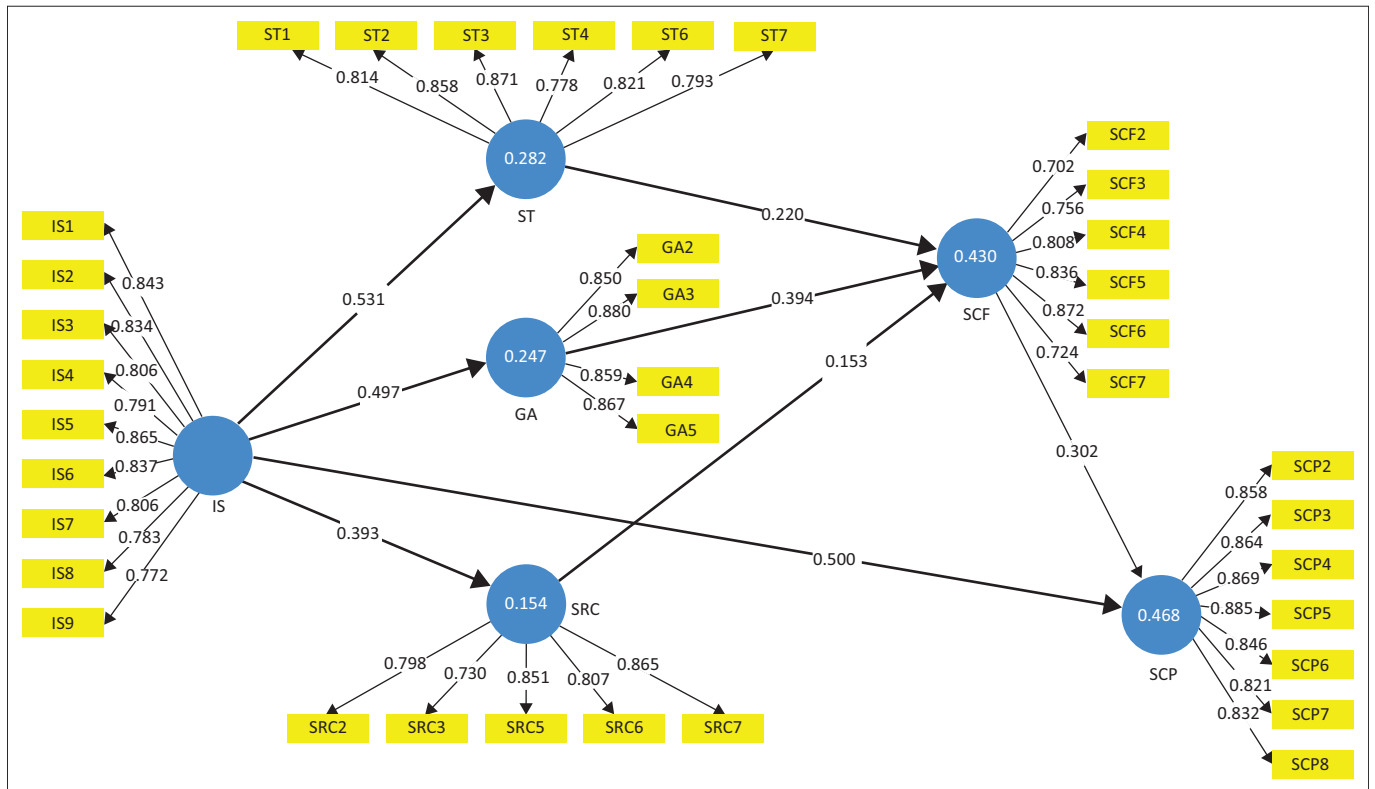 ST1 ST2 ST3 ST4 ST6 ST7
0.814 0.858 0.871 0.778 0.821 0.793
0.282
ST
SCF2
SCF3
SCF4
SCF5
SCF6
SCF7
0.702
0.756
0.808
0.836
0.872
0.724
0.430
SCF
0.220
0.394
0.153
IS1
IS2
IS3
IS4
IS5
IS6
IS7
IS8
IS9
0.843
0.834
0.806
0.791
0.865
0.837
0.806
0.783
0.772
IS
0.531
0.497
0.393
0.500
GA2
GA3
GA4
GA5
0.850
0.880
0.859
0.867
0.247
GA
0.302
0.154
SRC
0.798 0.730 0.851 0.807 0.865
SRC2 SRC3 SRC5 SRC6 SRC7
0.468
SCP
0.858
0.864
0.869
0.885
0.846
0.821
0.832
SCP2
SCP3
SCP4
SCP5
SCP6
SCP7
SCP8